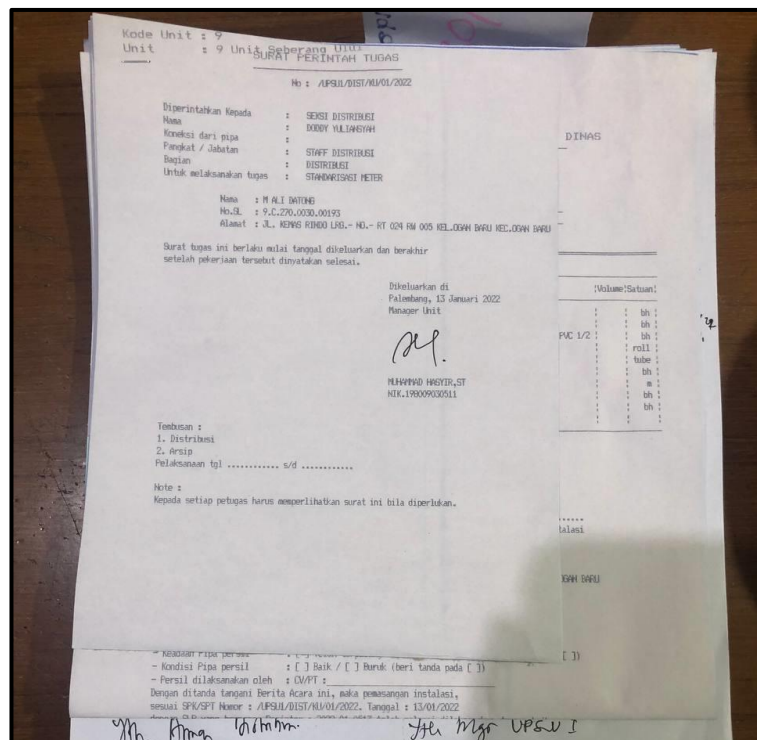 Kode Unit : 9
Unit : 9 Unit Seberang Ulu
SURAT PERINTAH TUGAS
No : /UPSUI/DIST/KU/01/2022
Diperintahkan Kepada : SEKSI DISTRIBUSI
Nama : DODDY YULIANSYAH
Koneksi dari pipa :
Pangkat / Jabatan : STAFF DISTRIBUSI
Bagian : DISTRIBUSI
Untuk melaksanakan tugas : STANDARISASI METER
Nama : M ALI DATONG
No.SL : 9.C.270.0030.00193
Alamat : JL. KEMAS RINDO LRG.- NO.- RT 024 RW 005 KEL.OGAN BARU KEC.OGAN BARU
Surat tugas ini berlaku mulai tanggal dikeluarkan dan berakhir
setelah pekerjaan tersebut dinyatakan selesai.
Dikeluarkan di
Palembang, 13 Januari 2022
Manager Unit
MUHAMMAD HASYIR,ST
NIK.198009030511
Tembusan :
1. Distribusi
2. Arsip
Pelaksanaan tgl ............ s/d ............
Note :
Kepada setiap petugas harus memperlihatkan surat ini bila diperlukan.
DINAS
Volume Satuan
bh
bh
PVC 1/2 bh
roll
tube
bh
m
bh
bh
talasi
OGAN BARU
- Keadaan Pipa persil [ ])
- Kondisi Pipa persil : [ ] Baik / [ ] Buruk (beri tanda pada [ ])
- Persil dilaksanakan oleh : CV/PT :
Dengan ditanda tangani Berita Acara ini, maka pemasangan instalasi,
sesuai SPK/SPT Nomor : /UPSUI/DIST/KU/01/2022. Tanggal : 13/01/2022
Mgr UPSU I